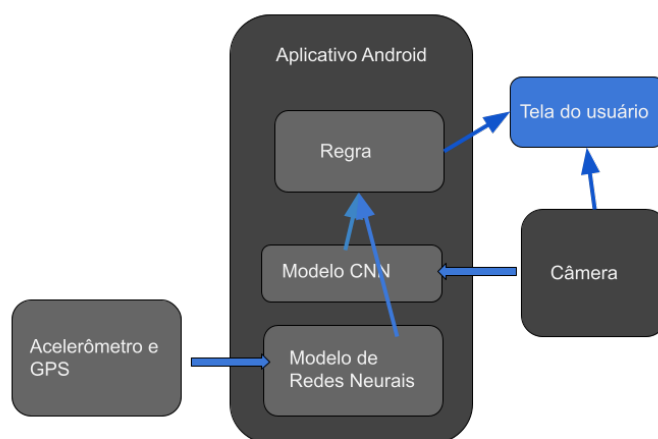 Aplicativo Android
Tela do usuário
Regra
Modelo CNN
Câmera
Acelerômetro e
GPS
Modelo de
Redes Neurais